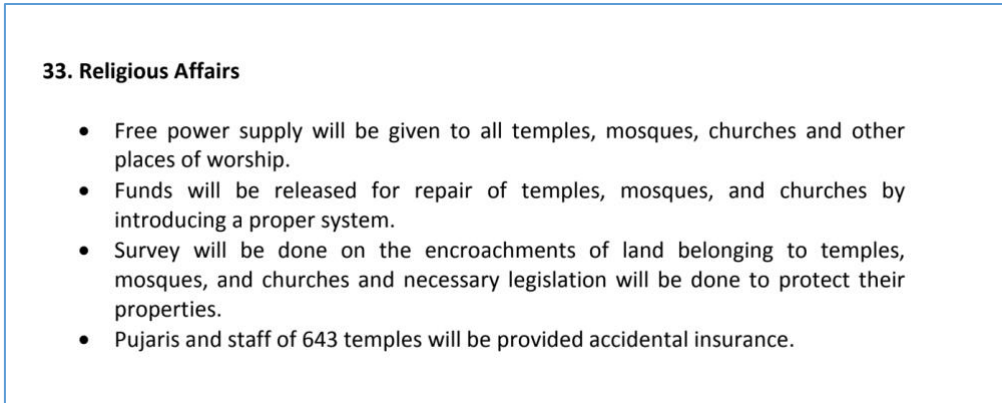 33. Religious Affairs
• Free power supply will be given to all temples, mosques, churches and other
places of worship.
• Funds will be released for repair of temples, mosques, and churches by
introducing a proper system.
• Survey will be done on the encroachments of land belonging to temples,
mosques, and churches and necessary legislation will be done to protect their
properties.
• Pujaris and staff of 643 temples will be provided accidental insurance.